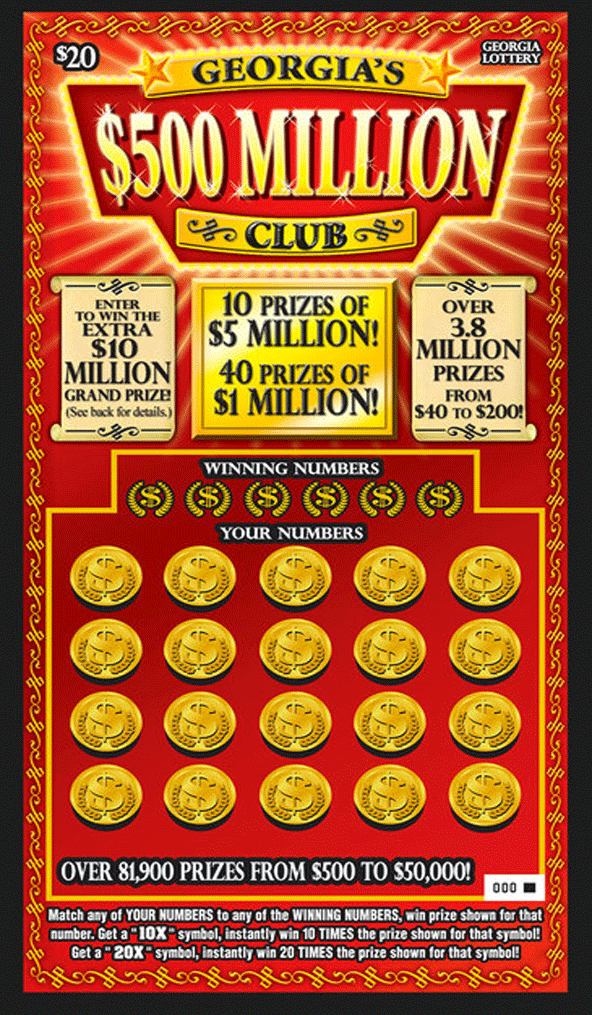 $20
GEORGIA
LOTTERY
GEORGIA'S
$500 MILLION
CLUB
ENTER
TO WIN THE
EXTRA
$10
MILLION
GRAND PRIZE!
(See back for details.)
10 PRIZES OF
$5 MILLION!
40 PRIZES OF
$1 MILLION!
OVER
3.8
MILLION
PRIZES
FROM
$40 TO $200!
WINNING NUMBERS
$ $ $ $ $ $
YOUR NUMBERS
$ $ $ $ $
$ $ $ $ $
$ $ $ $ $
$ $ $ $ $
OVER 81,900 PRIZES FROM $500 TO $50,000!
000
Match any of YOUR NUMBERS to any of the WINNING NUMBERS, win prize shown for that
number. Get a "10X" symbol, instantly win 10 TIMES the prize shown for that symbol!
Get a "20X" symbol, instantly win 20 TIMES the prize shown for that symbol!